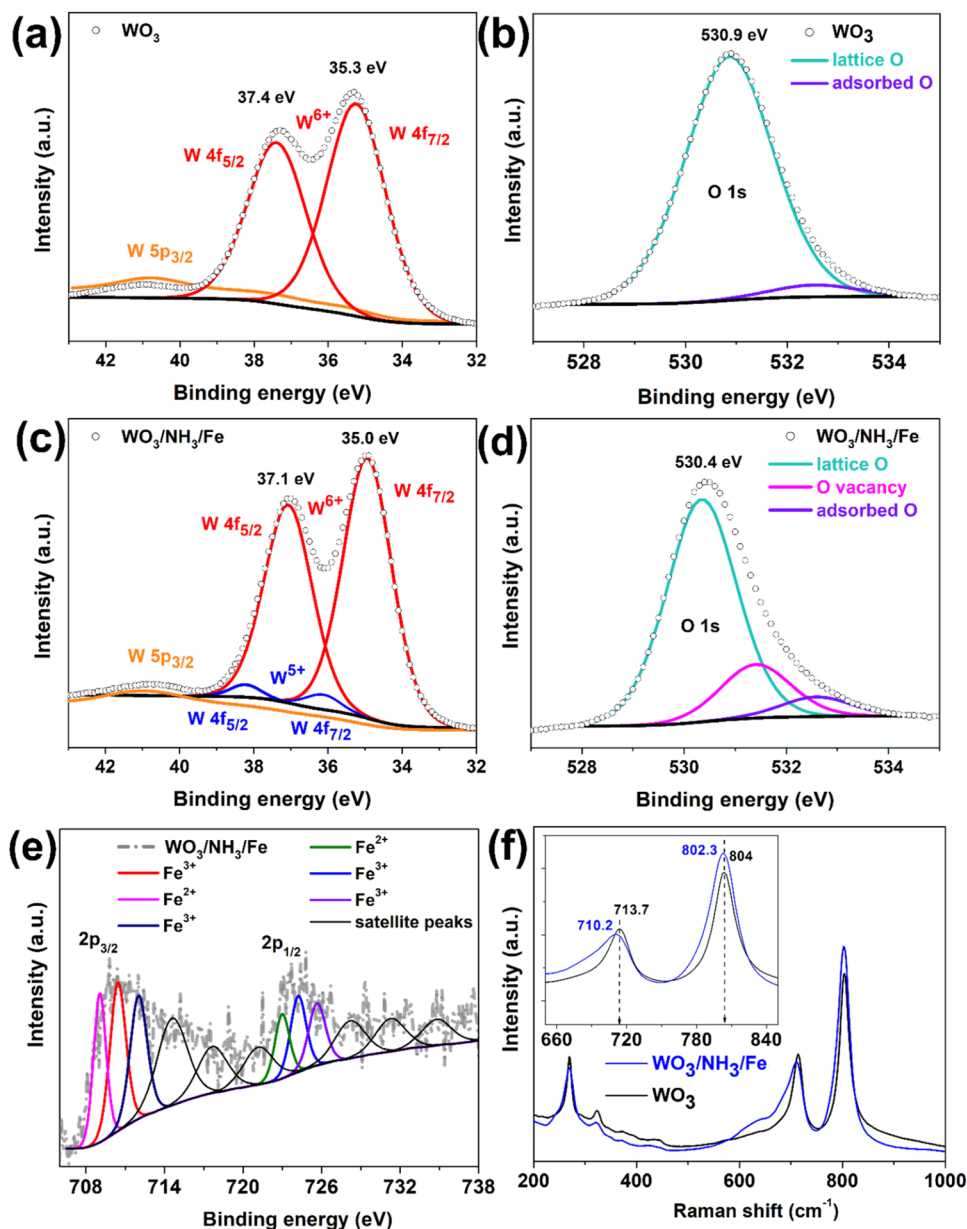 (a)
○ WO₃
37.4 eV
35.3 eV
W⁶⁺
W 4f₅/₂
W 4f₇/₂
W 5p₃/₂
Intensity (a.u.)
42 40 38 36 34 32
Binding energy (eV)
(b)
○ WO₃
lattice O
adsorbed O
530.9 eV
O 1s
Intensity (a.u.)
528 530 532 534
Binding energy (eV)
(c)
○ WO₃/NH₃/Fe
37.1 eV
35.0 eV
W⁶⁺
W 4f₅/₂
W 4f₇/₂
W 5p₃/₂
W⁵⁺
W 4f₅/₂
W 4f₇/₂
Intensity (a.u.)
42 40 38 36 34 32
Binding energy (eV)
(d)
○ WO₃/NH₃/Fe
lattice O
O vacancy
adsorbed O
530.4 eV
O 1s
Intensity (a.u.)
528 530 532 534
Binding energy (eV)
(e)
WO₃/NH₃/Fe
Fe³⁺
Fe²⁺
Fe³⁺
Fe²⁺
Fe³⁺
Fe³⁺
satellite peaks
2p₃/₂
2p₁/₂
Intensity (a.u.)
708 714 720 726 732 738
Binding energy (eV)
(f)
802.3
804
710.2
713.7
660 720 780 840
WO₃/NH₃/Fe
WO₃
Intensity (a.u.)
200 400 600 800 1000
Raman shift (cm⁻¹)